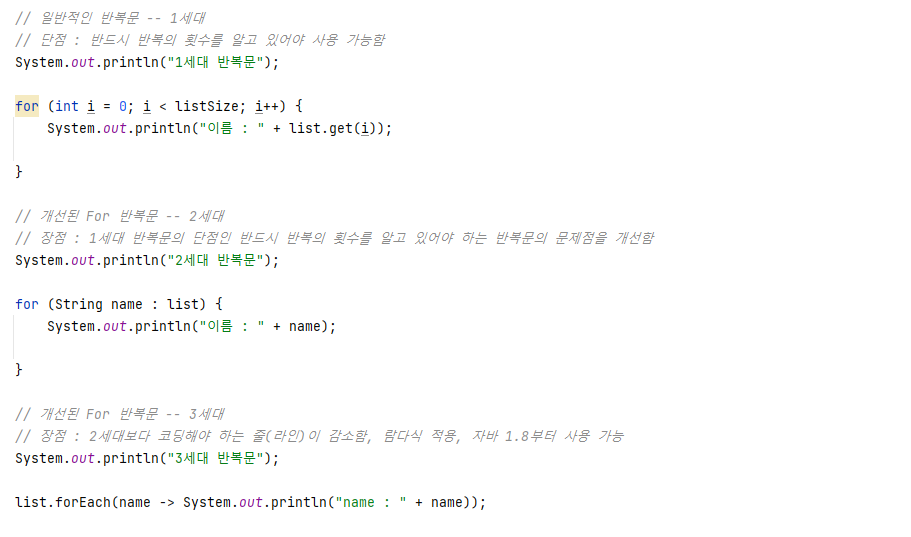 // 일반적인 반복문 -- 1세대
// 단점 : 반드시 반복의 횟수를 알고 있어야 사용 가능함
System.out.println("1세대 반복문");
for (int i = 0; i < listSize; i++) {
System.out.println("이름 : " + list.get(i));
}
// 개선된 For 반복문 -- 2세대
// 장점 : 1세대 반복문의 단점인 반드시 반복의 횟수를 알고 있어야 하는 반복문의 문제점을 개선함
System.out.println("2세대 반복문");
for (String name : list) {
System.out.println("이름 : " + name);
}
// 개선된 For 반복문 -- 3세대
// 장점 : 2세대보다 코딩해야 하는 줄(라인)이 감소함, 람다식 적용, 자바 1.8부터 사용 가능
System.out.println("3세대 반복문");
list.forEach(name -> System.out.println("name : " + name));